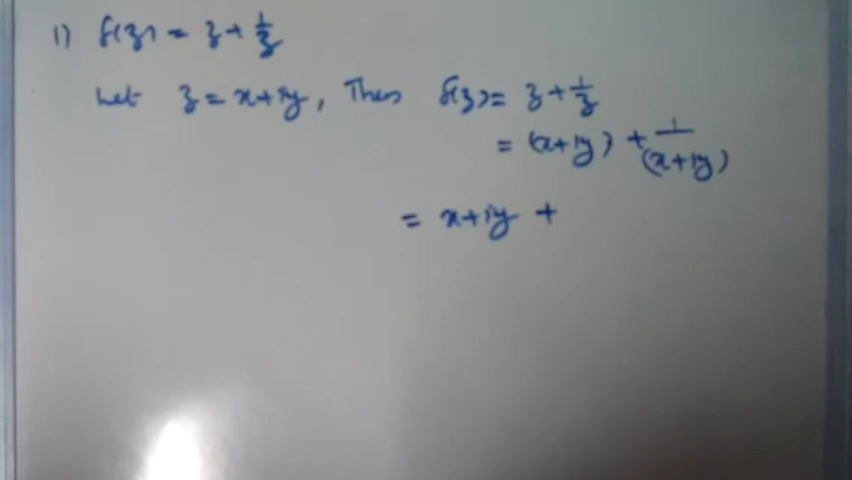 1) f(z) = z + 1/z
Let z = x+iy, Then f(z) = z + 1/z
= (x+iy) + 1/(x+iy)
= x+iy +